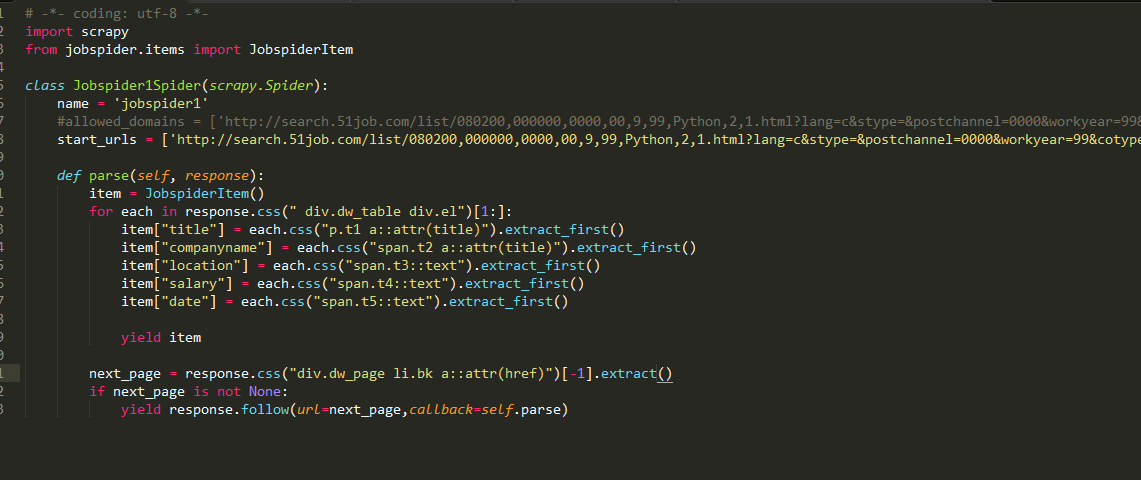 1 # -*- coding: utf-8 -*-
2 import scrapy
3 from jobspider.items import JobspiderItem
4
5 class Jobspider1Spider(scrapy.Spider):
6 name = 'jobspider1'
7 #allowed_domains = ['http://search.51job.com/list/080200,000000,0000,00,9,99,Python,2,1.html?lang=c&stype=&postchannel=0000&workyear=99&
8 start_urls = ['http://search.51job.com/list/080200,000000,0000,00,9,99,Python,2,1.html?lang=c&stype=&postchannel=0000&workyear=99&cotype
9
0 def parse(self, response):
1 item = JobspiderItem()
2 for each in response.css(" div.dw_table div.el")[1:]:
3 item["title"] = each.css("p.t1 a::attr(title)").extract_first()
4 item["companyname"] = each.css("span.t2 a::attr(title)").extract_first()
5 item["location"] = each.css("span.t3::text").extract_first()
6 item["salary"] = each.css("span.t4::text").extract_first()
7 item["date"] = each.css("span.t5::text").extract_first()
8
9 yield item
0
1 next_page = response.css("div.dw_page li.bk a::attr(href)")[-1].extract()
2 if next_page is not None:
3 yield response.follow(url=next_page,callback=self.parse)